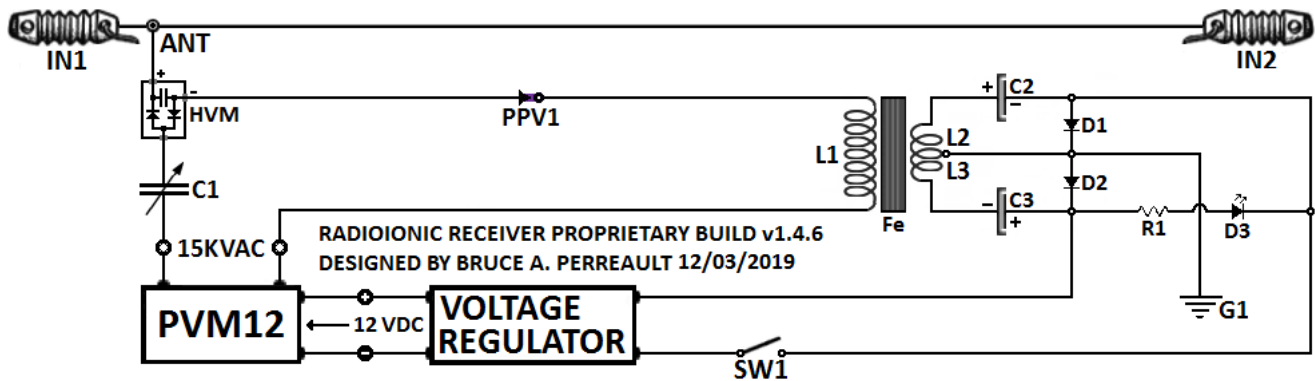 IN1
ANT
IN2
+
-
HVM
PPV1
C1
L1
Fe
L2
L3
+
C2
-
D1
D2
-
C3
+
R1
D3
G1
15KVAC
RADIOIONIC RECEIVER PROPRIETARY BUILD v1.4.6
DESIGNED BY BRUCE A. PERREAULT 12/03/2019
PVM12
+
12 VDC
-
VOLTAGE
REGULATOR
SW1